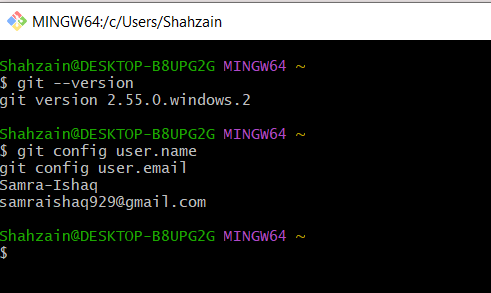 MINGW64:/c/Users/Shahzain
Shahzain@DESKTOP-B8UPG2G MINGW64 ~
$ git --version
git version 2.55.0.windows.2
Shahzain@DESKTOP-B8UPG2G MINGW64 ~
$ git config user.name
git config user.email
Samra-Ishaq
samraishaq929@gmail.com
Shahzain@DESKTOP-B8UPG2G MINGW64 ~
$